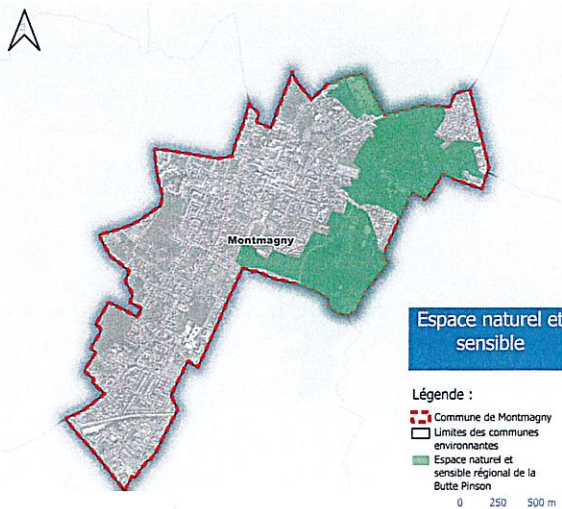 Montmagny
Espace naturel et
sensible
Légende :
Commune de Montmagny
Limites des communes
environnantes
Espace naturel et
sensible régional de la
Butte Pinson
0 250 500 m